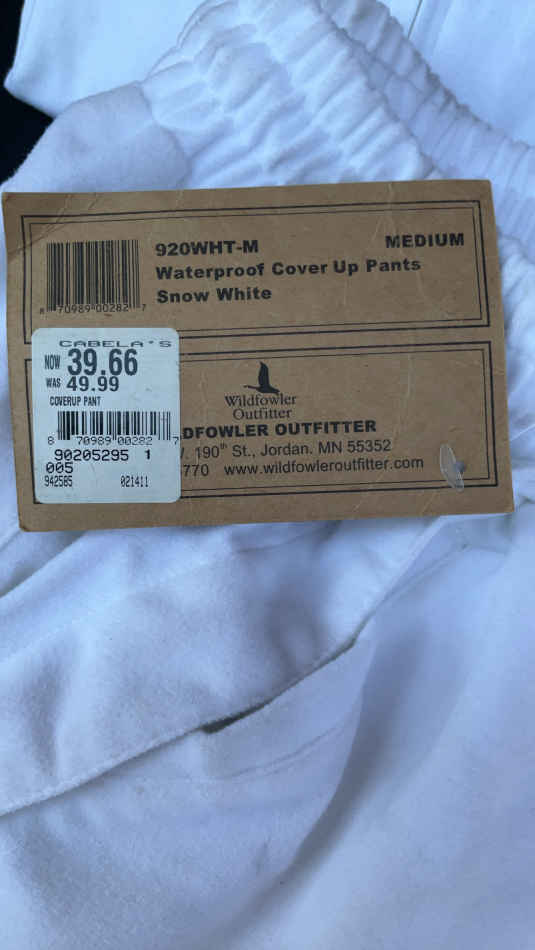 920WHT-M MEDIUM
Waterproof Cover Up Pants
Snow White
8 70989 00282 7
CABELA'S
NOW 39.66
WAS 49.99
COVERUP PANT
8 70989 00282 7
90205295 1
005
942585 021411
Wildfowler
Outfitter
DFOWLER OUTFITTER
. 190th St., Jordan. MN 55352
770 www.wildfowleroutfitter.com